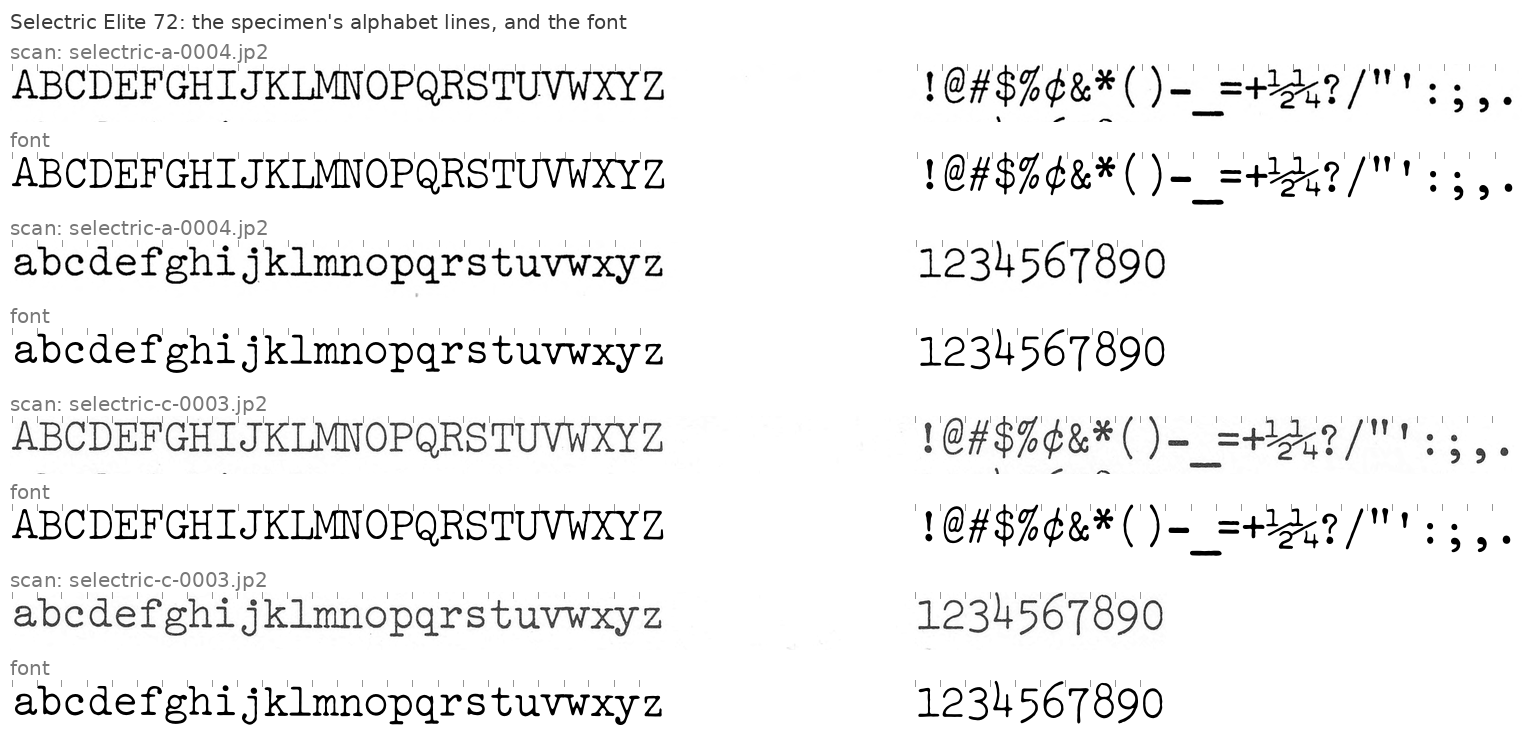 Selectric Elite 72: the specimen's alphabet lines, and the font
scan: selectric-a-0004.jp2
ABCDEFGHIJKLMNOPQRSTUVWXYZ !@#$%¢&*()-_=+½¼?/"':;,.
font
ABCDEFGHIJKLMNOPQRSTUVWXYZ !@#$%¢&*()-_=+½¼?/"':;,.
scan: selectric-a-0004.jp2
abcdefghijklmnopqrstuvwxyz 1234567890
font
abcdefghijklmnopqrstuvwxyz 1234567890
scan: selectric-c-0003.jp2
ABCDEFGHIJKLMNOPQRSTUVWXYZ !@#$%¢&*()-_=+½¼?/"':;,.
font
ABCDEFGHIJKLMNOPQRSTUVWXYZ !@#$%¢&*()-_=+½¼?/"':;,.
scan: selectric-c-0003.jp2
abcdefghijklmnopqrstuvwxyz 1234567890
font
abcdefghijklmnopqrstuvwxyz 1234567890